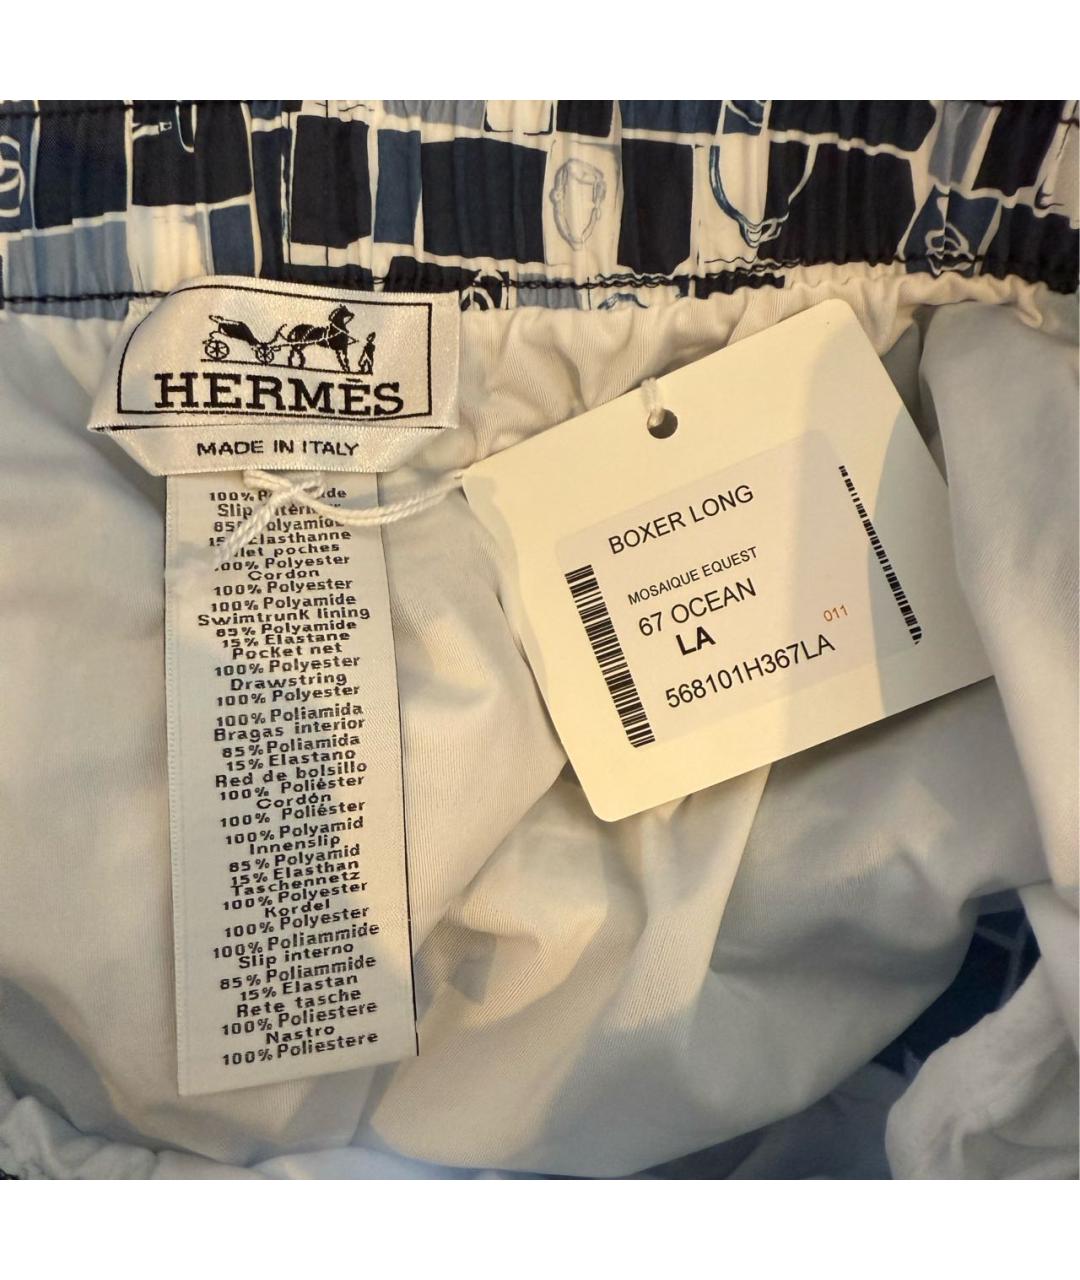 HERMÈS
MADE IN ITALY
100%
Slip
85% Polyamide
15% Elasthanne
Filet poches
100% Polyester
Cordon
100% Polyester
100% Polyamide
Swimtrunk lining
85% Polyamide
15% Elastane
Pocket net
100% Polyester
Drawstring
100% Polyester
100% Poliamida
Bragas interior
85% Poliamida
15% Elastano
Red de bolsillo
100% Poliéster
Cordón
100% Poliéster
100% Polyamid
Innenslip
85% Polyamid
15% Elasthan
Taschennetz
100% Polyester
Kordel
100% Polyester
100% Poliammide
Slip interno
85% Poliammide
15% Elastan
Rete tasche
100% Poliestere
Nastro
100% Poliestere
BOXER LONG
MOSAIQUE EQUEST
67 OCEAN
LA
011
568101H367LA